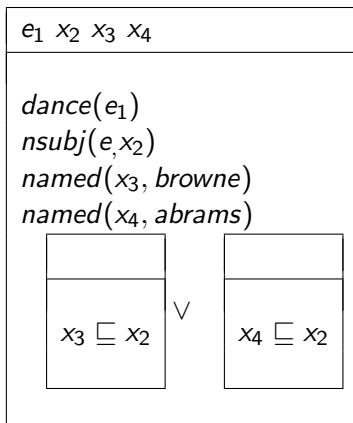 e₁ x₂ x₃ x₄
dance(e₁)
nsubj(e,x₂)
named(x₃, browne)
named(x₄, abrams)
x₃ ⊑ x₂ ∨ x₄ ⊑ x₂